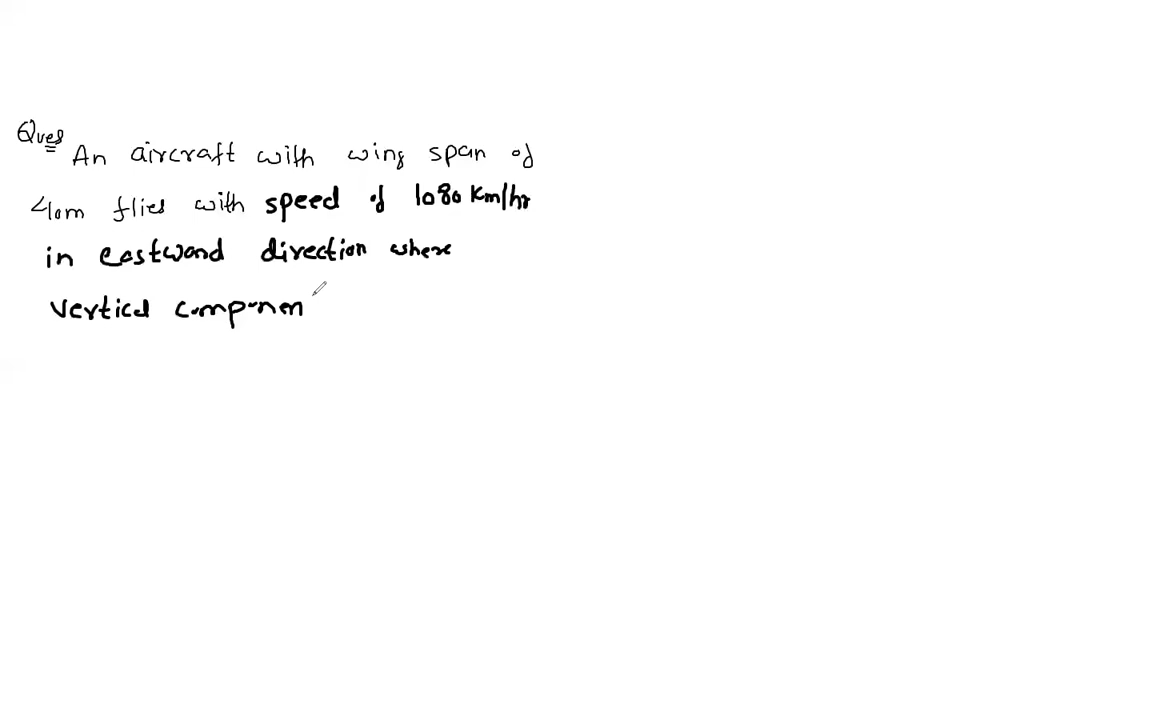 Ques An aircraft with wing span of
40m flies with speed of 1080 Km/hr
in eastward direction where
vertical componen